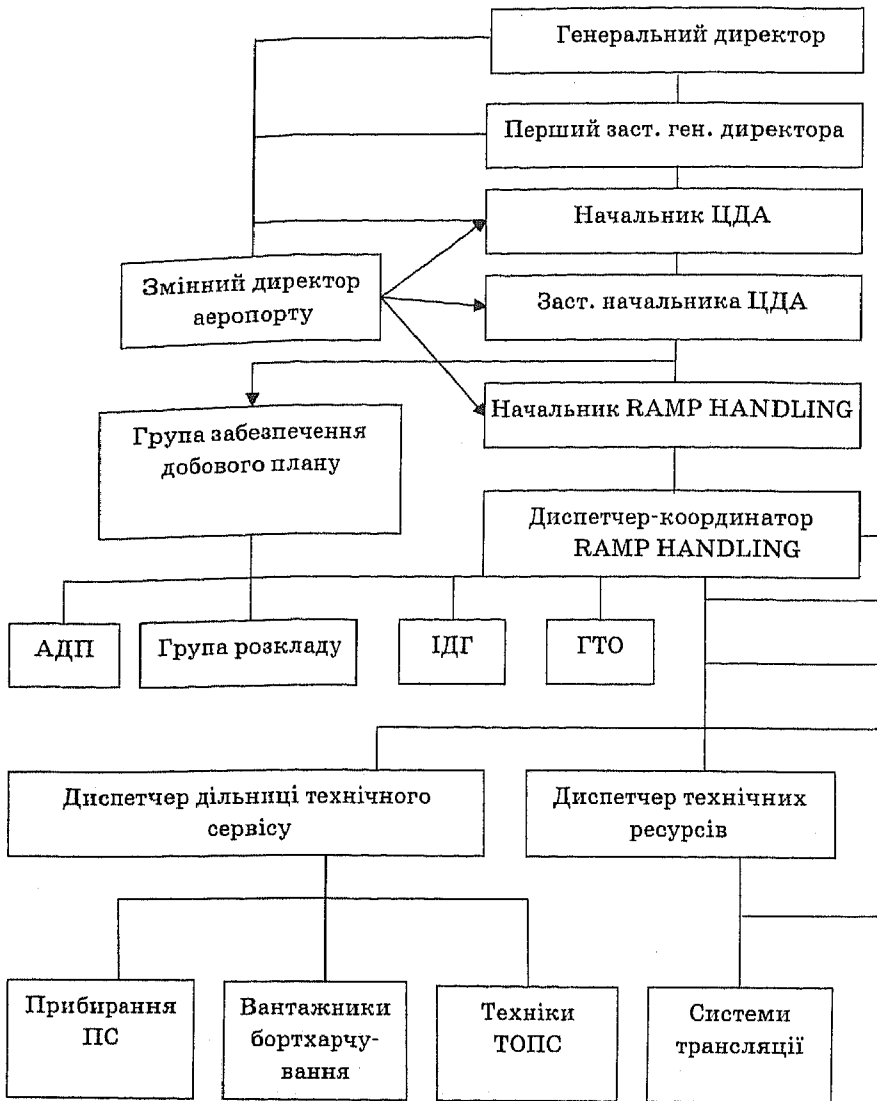 Генеральний директор
Перший заст. ген. директора
Начальник ЦДА
Змінний директор
аеропорту
Заст. начальника ЦДА
Начальник RAMP HANDLING
Група забезпечення
добового плану
Диспетчер-координатор
RAMP HANDLING
АДП
Група розкладу
ІДГ
ГТО
Диспетчер дільниці технічного
сервісу
Диспетчер технічних
ресурсів
Прибирання
ПС
Вантажники
бортхарчу-
вання
Техніки
ТОПС
Системи
трансляції